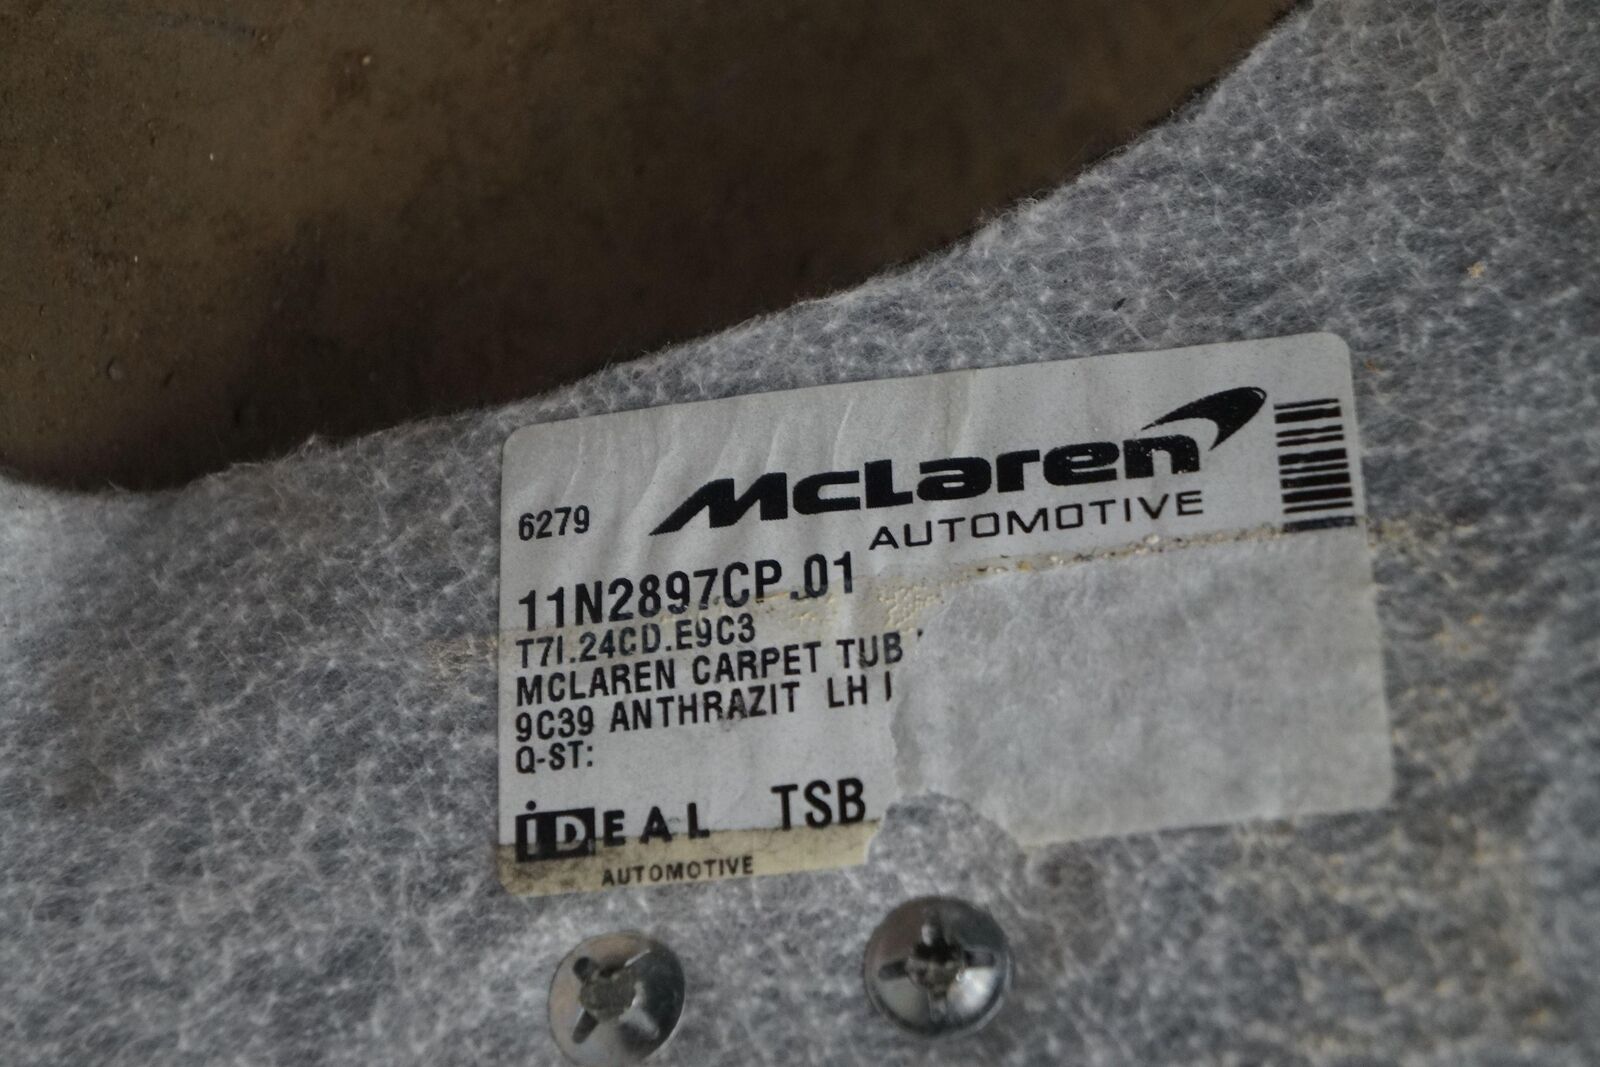 McLaren
6279
AUTOMOTIVE
11N2897CP.01
T7I.24CD.E9C3
MCLAREN CARPET TUB
9C39 ANTHRAZIT LH
Q-ST:
iDEAL TSB
AUTOMOTIVE